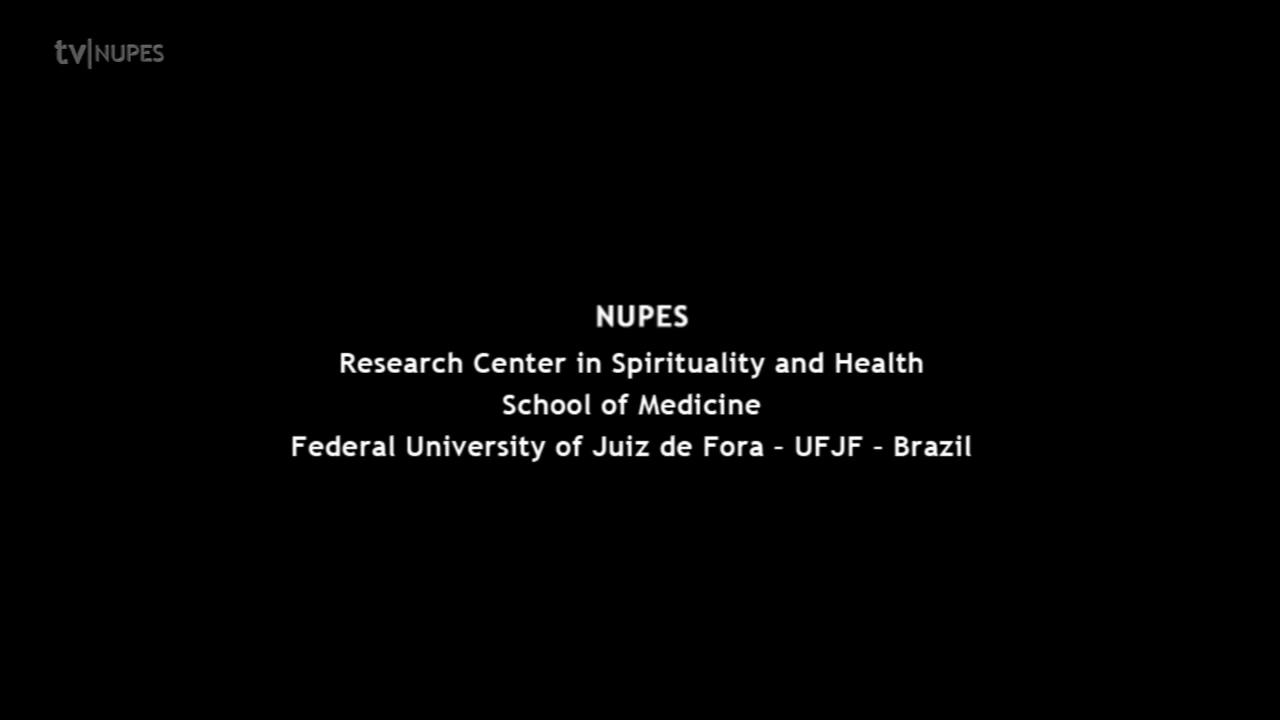 tv|NUPES
NUPES
Research Center in Spirituality and Health
School of Medicine
Federal University of Juiz de Fora - UFJF - Brazil